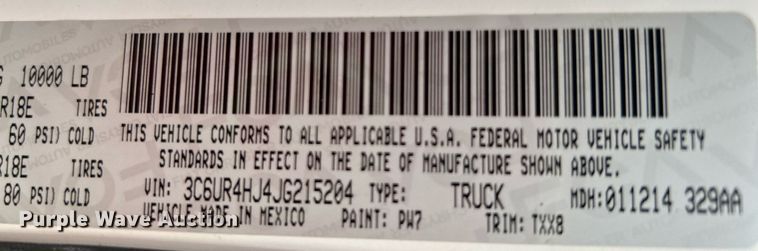 10000 LB
R18E TIRES
60 PSI) COLD
THIS VEHICLE CONFORMS TO ALL APPLICABLE U.S.A. FEDERAL MOTOR VEHICLE SAFETY
STANDARDS IN EFFECT ON THE DATE OF MANUFACTURE SHOWN ABOVE.
R18E TIRES
80 PSI) COLD
VIN: 3C6UR4HJ4JG215204 TYPE: TRUCK MDH:011214 329AA
VEHICLE MADE IN MEXICO PAINT: PW7 TRIM: TXX8
Purple Wave Auction